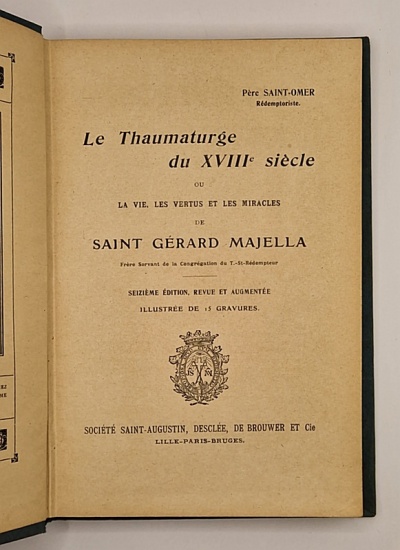 Père SAINT-OMER
Rédemptoriste.
Le Thaumaturge
du XVIIIe siècle
OU
LA VIE, LES VERTUS ET LES MIRACLES
DE
SAINT GÉRARD MAJELLA
Frère Servant de la Congrégation du T.-St-Rédempteur
SEIZIÈME ÉDITION, REVUE ET AUGMENTÉE
ILLUSTRÉE DE 15 GRAVURES.
SOCIÉTÉ SAINT-AUGUSTIN, DESCLÉE, DE BROUWER ET Cie
LILLE-PARIS-BRUGES.